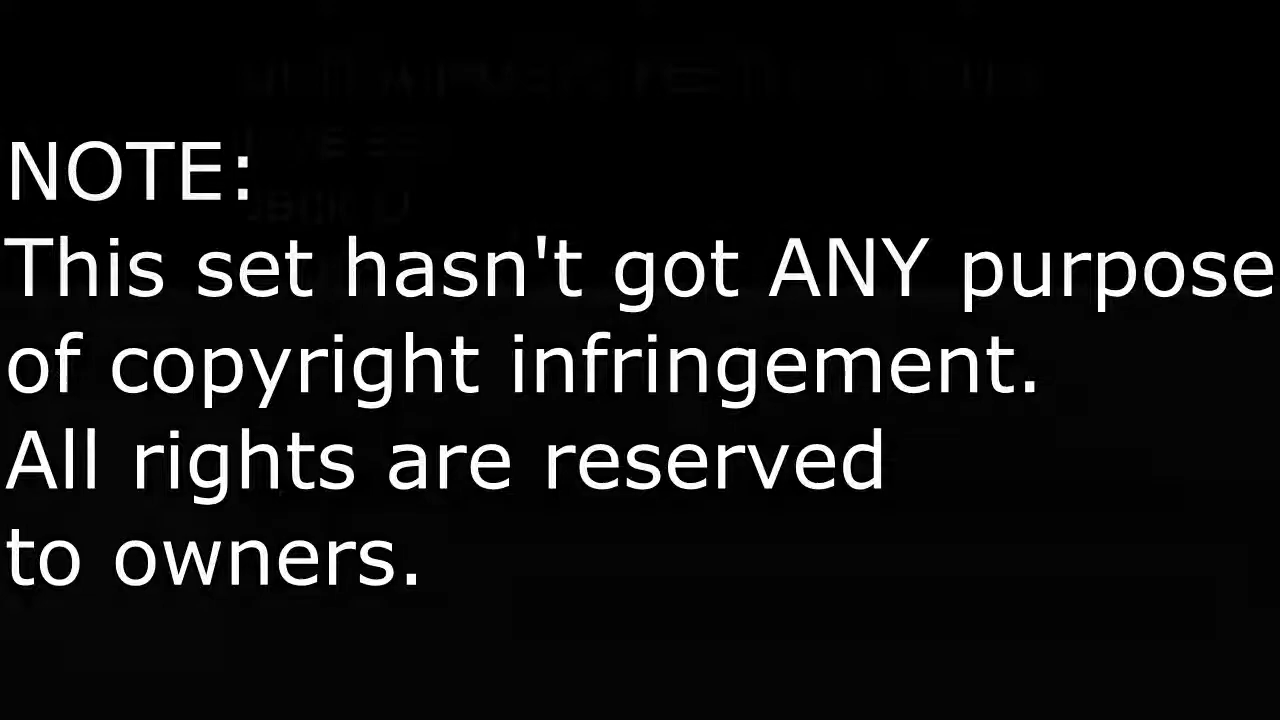 NOTE:
This set hasn't got ANY purpose
of copyright infringement.
All rights are reserved
to owners.